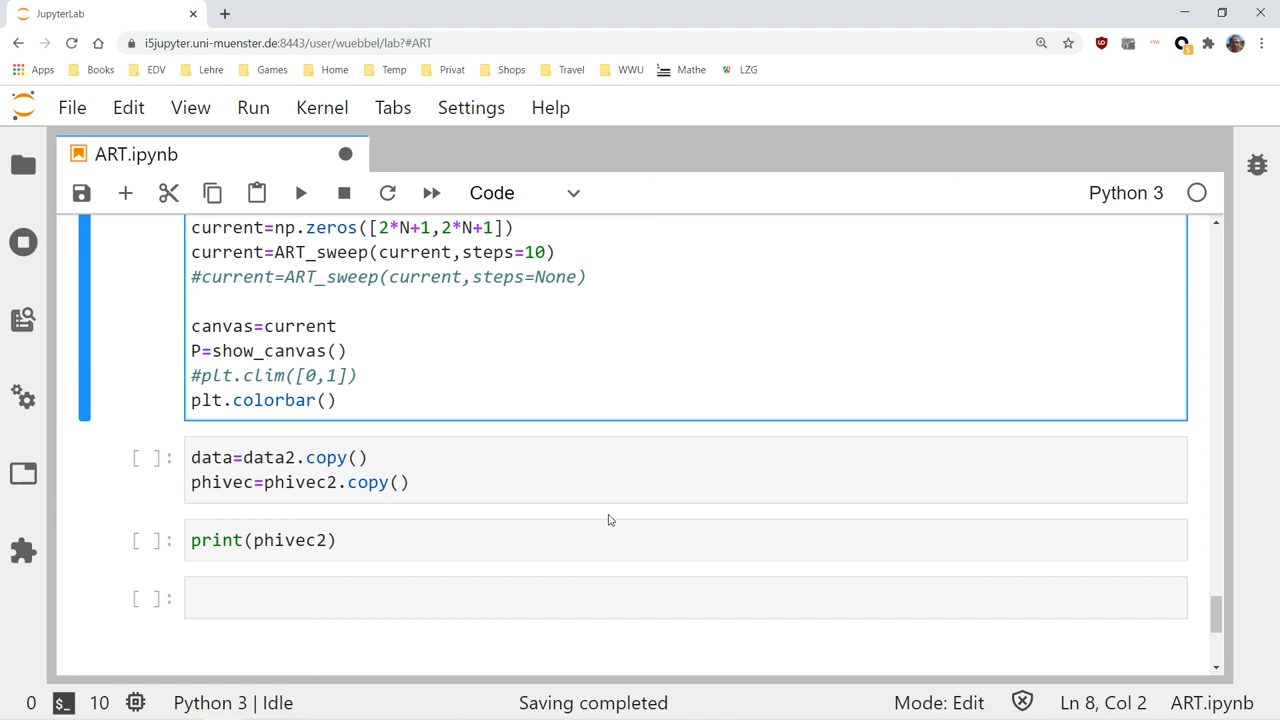 JupyterLab
i5jupyter.uni-muenster.de:8443/user/wuebbel/lab?#ART
Apps Books EDV Lehre Games Home Temp Privat Shops Travel WWU Mathe LZG
File Edit View Run Kernel Tabs Settings Help
ART.ipynb
Code Python 3
current=np.zeros([2*N+1,2*N+1])
current=ART_sweep(current,steps=10)
#current=ART_sweep(current,steps=None)
canvas=current
P=show_canvas()
#plt.clim([0,1])
plt.colorbar()
[ ]: data=data2.copy()
phivec=phivec2.copy()
[ ]: print(phivec2)
[ ]:
0 $_ 10 Python 3 | Idle Saving completed Mode: Edit Ln 8, Col 2 ART.ipynb